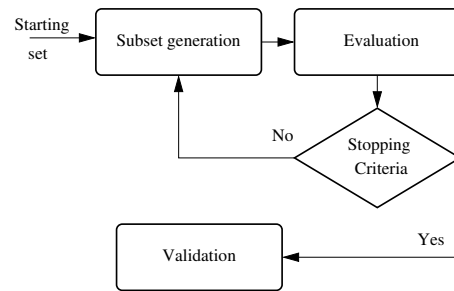 Starting
set
Subset generation
Evaluation
No
Stopping
Criteria
Yes
Validation